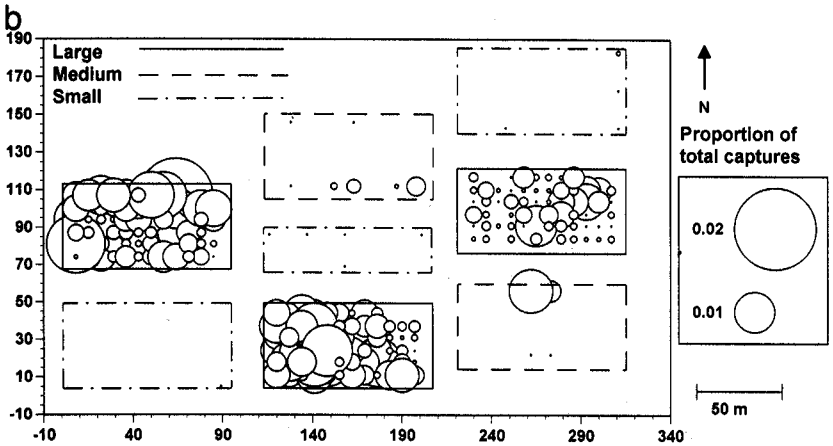 b
190
170
150
130
110
90
70
50
30
10
-10
Large
Medium
Small
-10 40 90 140 190 240 290 340
N
Proportion of
total captures
0.02
0.01
50 m